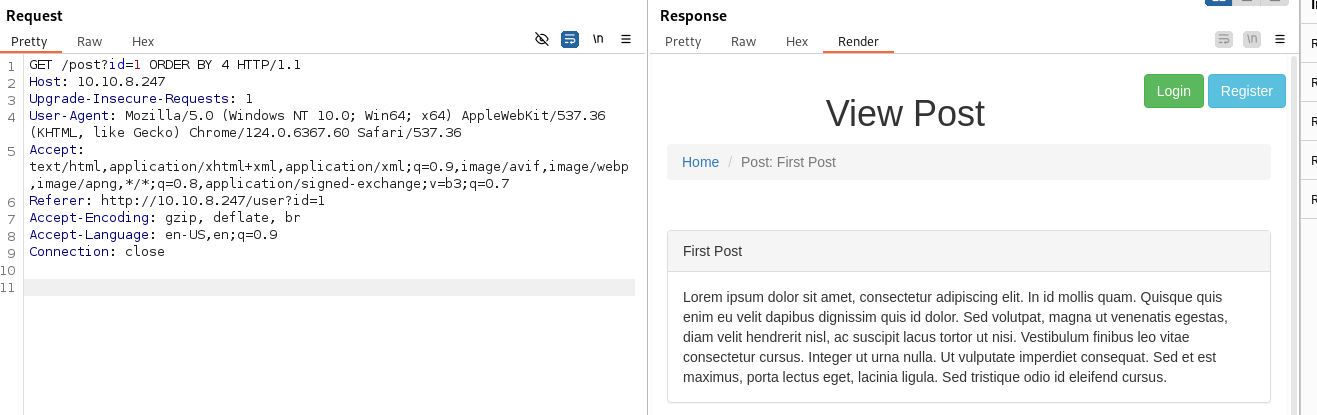 Request
Pretty Raw Hex
\n
1 GET /post?id=1 ORDER BY 4 HTTP/1.1
2 Host: 10.10.8.247
3 Upgrade-Insecure-Requests: 1
4 User-Agent: Mozilla/5.0 (Windows NT 10.0; Win64; x64) AppleWebKit/537.36
(KHTML, like Gecko) Chrome/124.0.6367.60 Safari/537.36
5 Accept:
text/html,application/xhtml+xml,application/xml;q=0.9,image/avif,image/webp
,image/apng,*/*;q=0.8,application/signed-exchange;v=b3;q=0.7
6 Referer: http://10.10.8.247/user?id=1
7 Accept-Encoding: gzip, deflate, br
8 Accept-Language: en-US,en;q=0.9
9 Connection: close
10
11
Response
Pretty Raw Hex Render
\n
Login Register
View Post
Home / Post: First Post
First Post
Lorem ipsum dolor sit amet, consectetur adipiscing elit. In id mollis quam. Quisque quis
enim eu velit dapibus dignissim quis id dolor. Sed volutpat, magna ut venenatis egestas,
diam velit hendrerit nisl, ac suscipit lacus tortor ut nisi. Vestibulum finibus leo vitae
consectetur cursus. Integer ut urna nulla. Ut vulputate imperdiet consequat. Sed et est
maximus, porta lectus eget, lacinia ligula. Sed tristique odio id eleifend cursus.